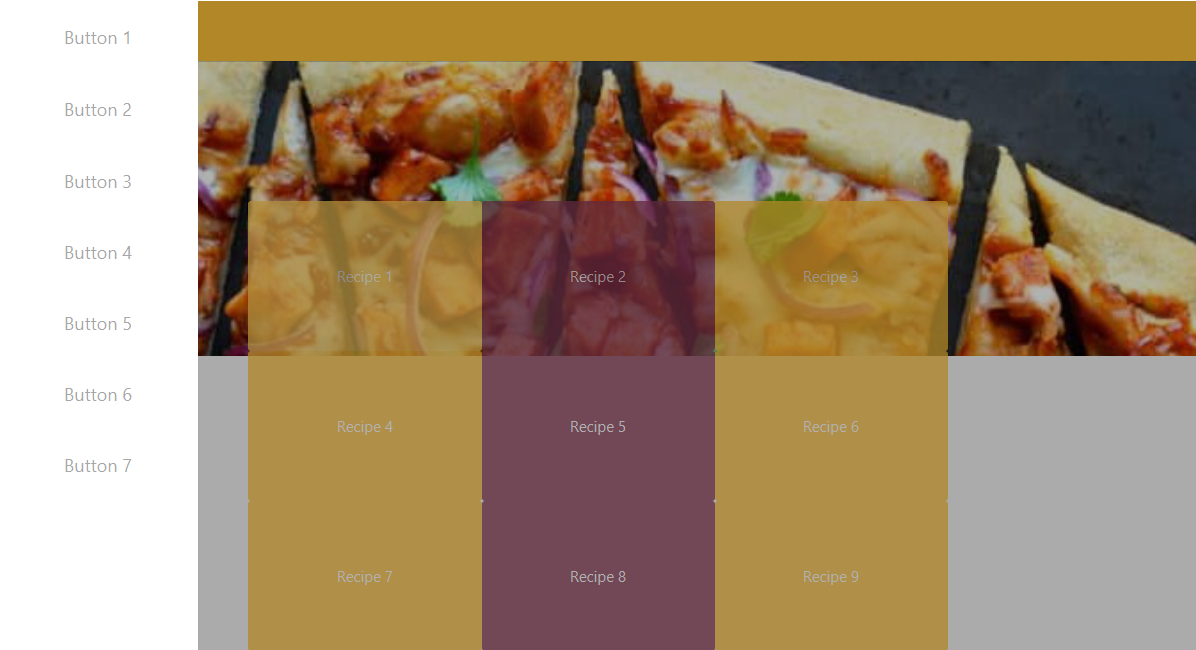 Button 1
Button 2
Button 3
Button 4
Button 5
Button 6
Button 7
Recipe 1
Recipe 2
Recipe 3
Recipe 4
Recipe 5
Recipe 6
Recipe 7
Recipe 8
Recipe 9